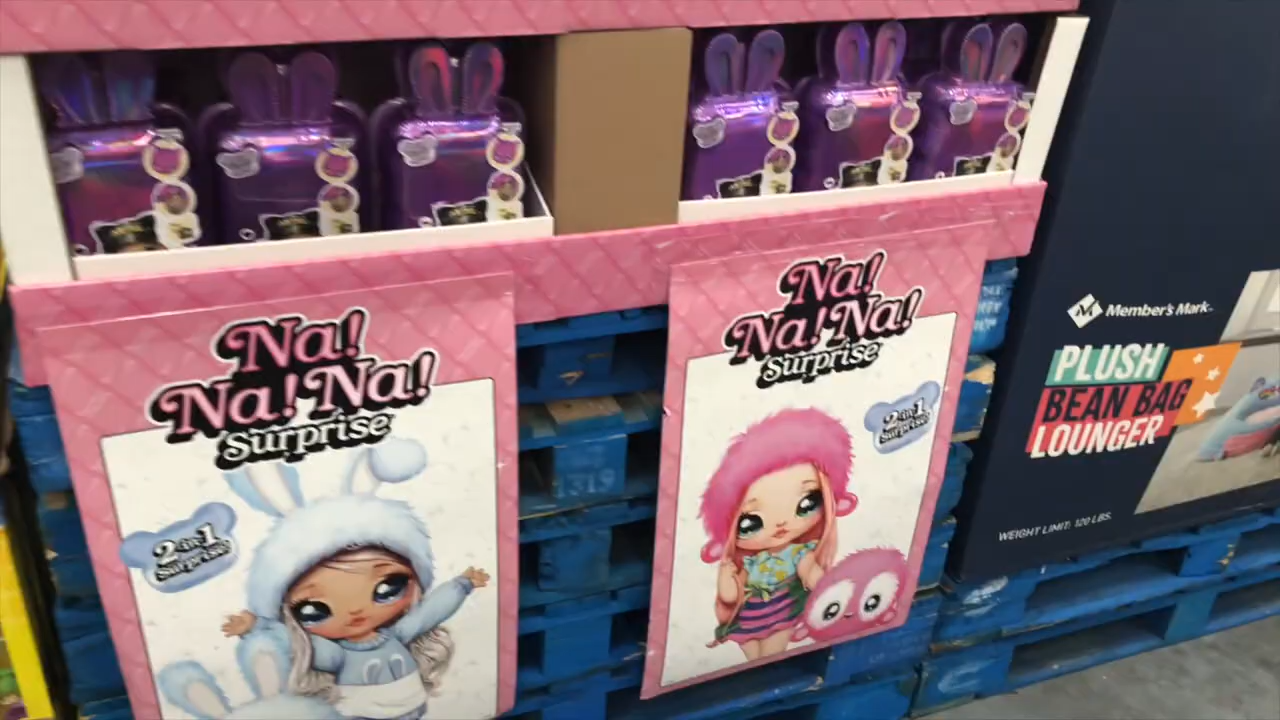 Na!
Na! Na!
Surprise
2-in-1
Surprise
Na!
Na! Na!
Surprise
2-in-1
Surprise
Member's Mark
PLUSH
BEAN BAG
LOUNGER
WEIGHT LIMIT: 120 LBS.
1319